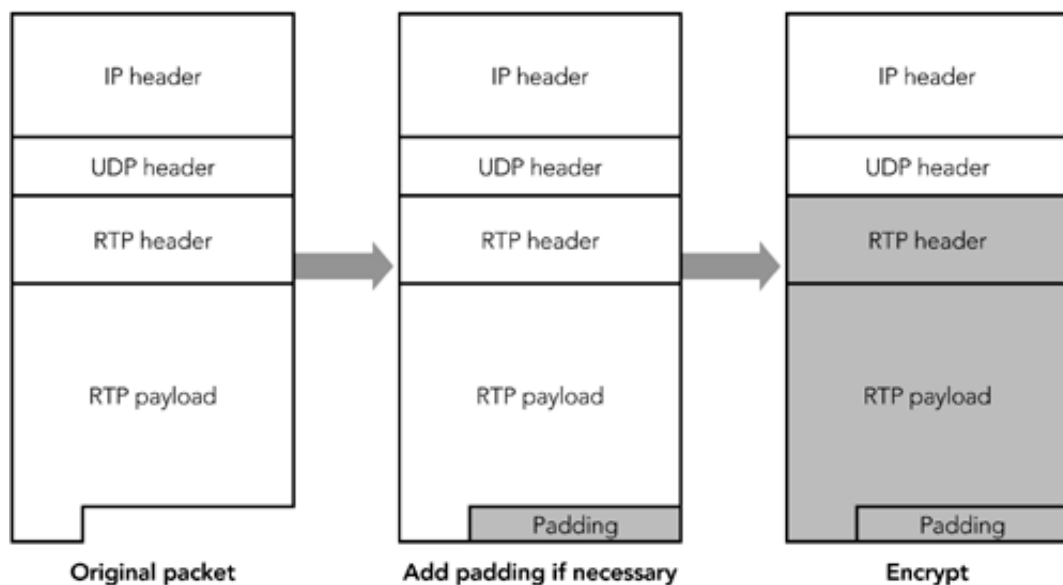 IP header
UDP header
RTP header
RTP payload
Original packet
IP header
UDP header
RTP header
RTP payload
Padding
Add padding if necessary
IP header
UDP header
RTP header
RTP payload
Padding
Encrypt